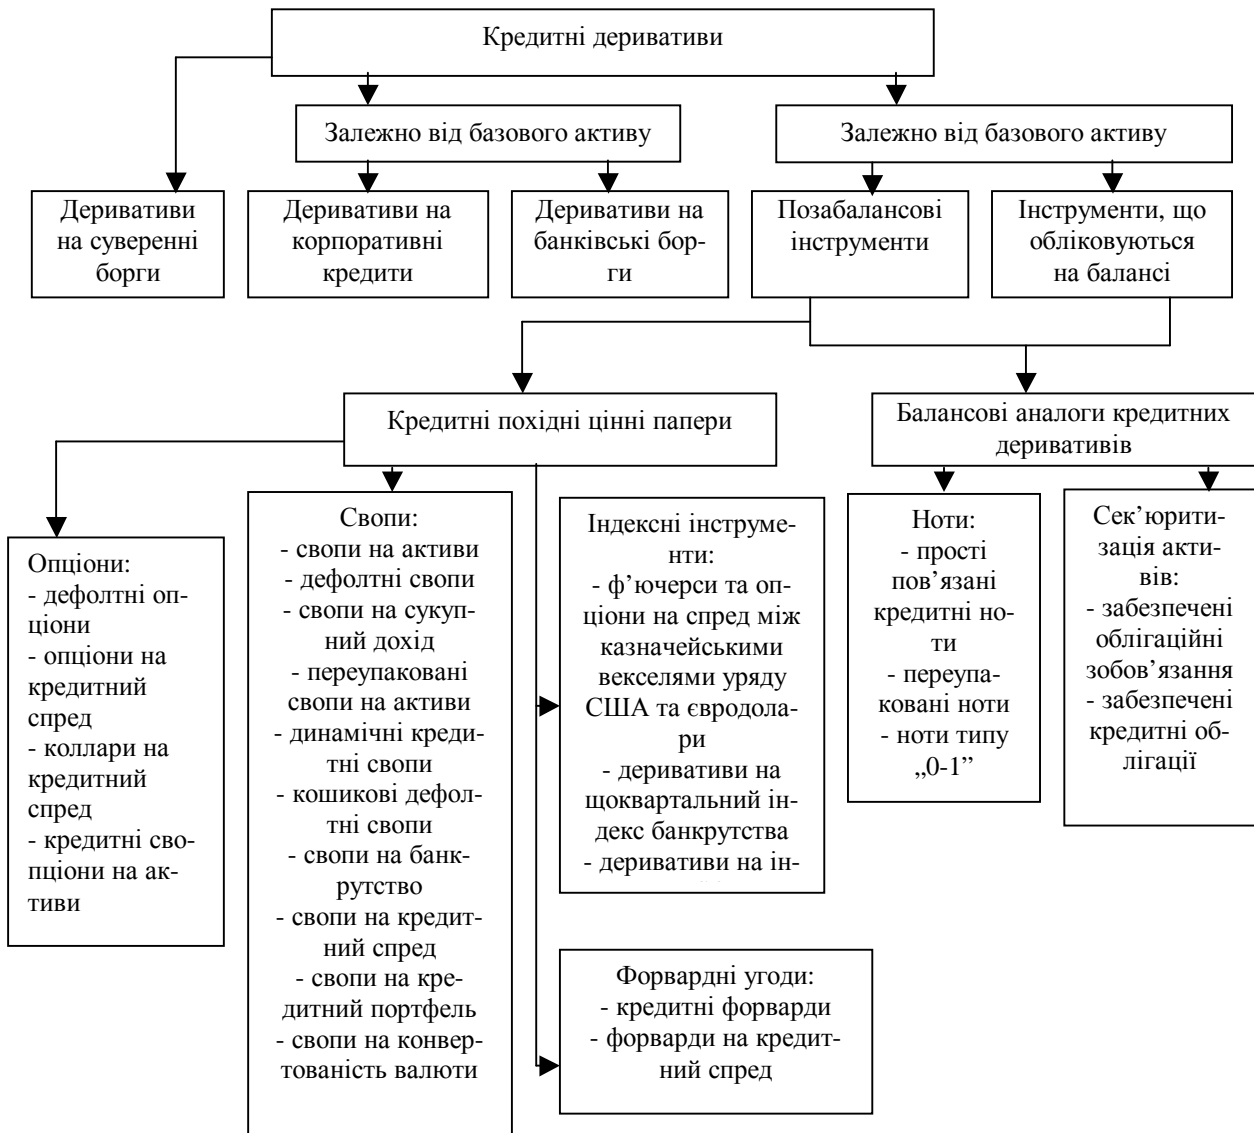 Кредитні деривативи
Залежно від базового активу
Залежно від базового активу
Деривативи
на суверенні
борги
Деривативи на
корпоративні
кредити
Деривативи на
банківські бор-
ги
Позабалансові
інструменти
Інструменти, що
обліковуються
на балансі
Кредитні похідні цінні папери
Балансові аналоги кредитних
деривативів
Опціони:
- дефолтні оп-
ціони
- опціони на
кредитний
спред
- коллари на
кредитний
спред
- кредитні сво-
пціони на ак-
тиви
Свопи:
- свопи на активи
- дефолтні свопи
- свопи на сукуп-
ний дохід
- переупаковані
свопи на активи
- динамічні креди-
тні свопи
- кошикові дефол-
тні свопи
- свопи на банк-
рутство
- свопи на кредит-
ний спред
- свопи на кре-
дитний портфель
- свопи на конвер-
тованість валюти
Індексні інструме-
нти:
- ф’ючерси та оп-
ціони на спред між
казначейськими
векселями уряду
США та євродола-
ри
- деривативи на
щоквартальний ін-
декс банкрутства
- деривативи на ін-
Форвардні угоди:
- кредитні форварди
- форварди на кредит-
ний спред
Ноти:
- прості
пов’язані
кредитні но-
ти
- переупа-
ковані ноти
- ноти типу
„0-1”
Сек’юрити-
зація акти-
вів:
- забезпечені
облігаційні
зобов’язання
- забезпечені
кредитні об-
лігації